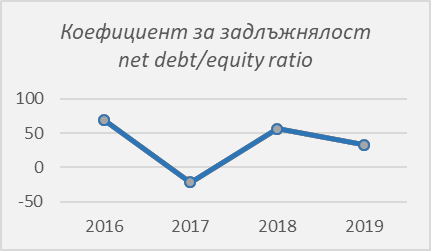 Коефициент за задлъжнялост
net debt/equity ratio
100
50
0
-50
2016 2017 2018 2019